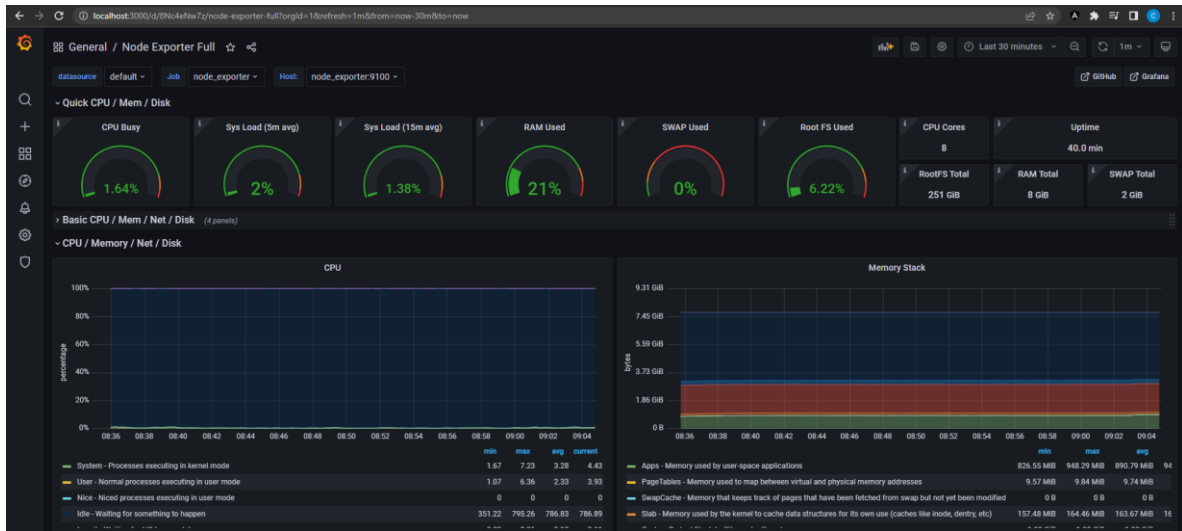 localhost:3000/d/8Nc4eNw7z/node-exporter-full?orgId=1&refresh=1m&from=now-30m&to=now
General / Node Exporter Full
Last 30 minutes
1m
datasource default Job node_exporter Host: node_exporter:9100
GitHub Grafana
Quick CPU / Mem / Disk
CPU Busy
1.64%
Sys Load (5m avg)
2%
Sys Load (15m avg)
1.38%
RAM Used
21%
SWAP Used
0%
Root FS Used
6.22%
CPU Cores
8
Uptime
40.0 min
RootFS Total
251 GiB
RAM Total
8 GiB
SWAP Total
2 GiB
Basic CPU / Mem / Net / Disk (4 panels)
CPU / Memory / Net / Disk
CPU
percentage
100%
80%
60%
40%
20%
0%
08:36 08:38 08:40 08:42 08:44 08:46 08:48 08:50 08:52 08:54 08:56 08:58 09:00 09:02 09:04
min max avg current
System - Processes executing in kernel mode 1.67 7.23 3.28 4.43
User - Normal processes executing in user mode 1.07 6.36 2.33 3.93
Nice - Niced processes executing in user mode 0 0 0 0
Idle - Waiting for something to happen 351.22 795.26 786.83 786.89
Memory Stack
bytes
9.31 GiB
7.45 GiB
5.59 GiB
3.73 GiB
1.86 GiB
0 B
08:36 08:38 08:40 08:42 08:44 08:46 08:48 08:50 08:52 08:54 08:56 08:58 09:00 09:02 09:04
min max avg
Apps - Memory used by user-space applications 826.55 MiB 948.29 MiB 890.79 MiB 94
PageTables - Memory used to map between virtual and physical memory addresses 9.57 MiB 9.84 MiB 9.74 MiB
SwapCache - Memory that keeps track of pages that have been fetched from swap but not yet been modified 0 B 0 B 0 B
Slab - Memory used by the kernel to cache data structures for its own use (caches like inode, dentry, etc) 157.48 MiB 164.46 MiB 163.67 MiB 16